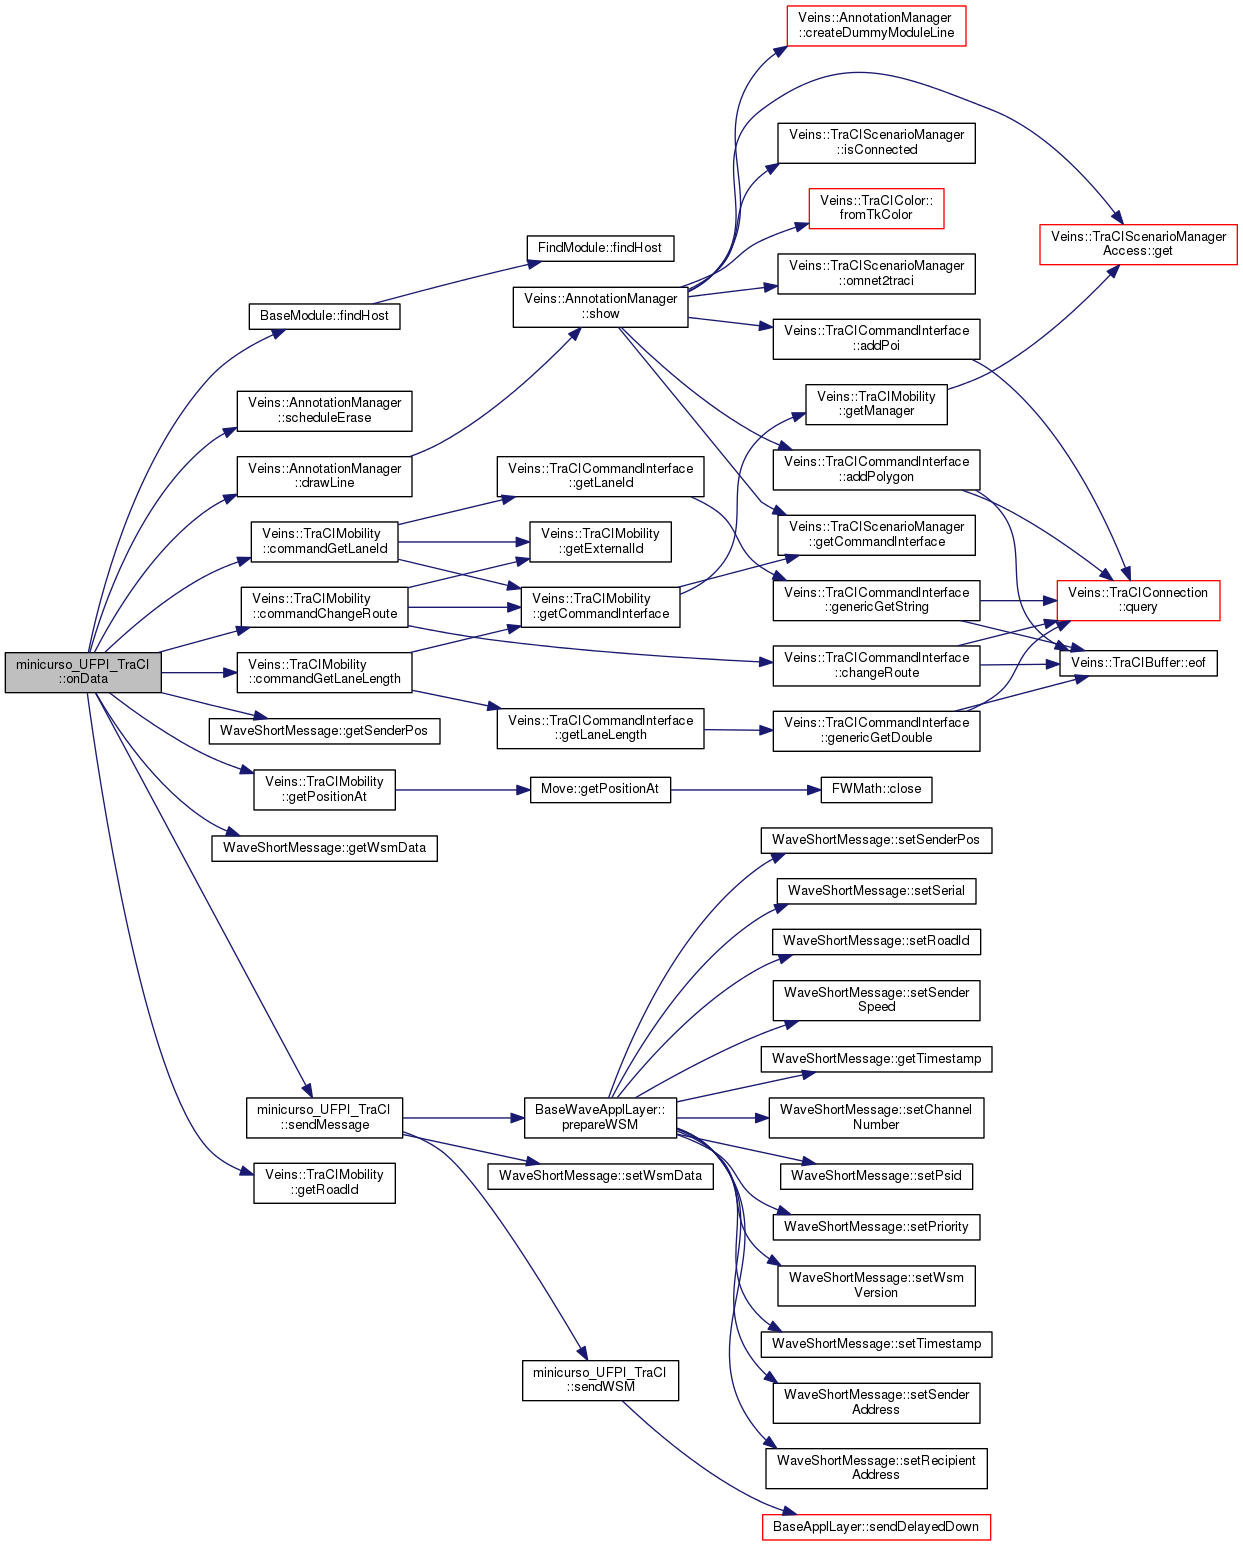 Veins::AnnotationManager
::createDummyModuleLine
Veins::TraCIScenarioManager
::isConnected
Veins::TraCIColor::
fromTkColor
Veins::TraCIScenarioManager
Access::get
FindModule::findHost
Veins::TraCIScenarioManager
::omnet2traci
BaseModule::findHost
Veins::AnnotationManager
::show
Veins::TraCICommandInterface
::addPoi
Veins::AnnotationManager
::scheduleErase
Veins::TraCIMobility
::getManager
Veins::AnnotationManager
::drawLine
Veins::TraCICommandInterface
::getLaneId
Veins::TraCICommandInterface
::addPolygon
Veins::TraCIMobility
::commandGetLaneId
Veins::TraCIMobility
::getExternalId
Veins::TraCIScenarioManager
::getCommandInterface
Veins::TraCIMobility
::commandChangeRoute
Veins::TraCIMobility
::getCommandInterface
Veins::TraCICommandInterface
::genericGetString
Veins::TraCIConnection
::query
minicurso_UFPI_TraCI
::onData
Veins::TraCIMobility
::commandGetLaneLength
Veins::TraCICommandInterface
::changeRoute
Veins::TraCIBuffer::eof
WaveShortMessage::getSenderPos
Veins::TraCICommandInterface
::getLaneLength
Veins::TraCICommandInterface
::genericGetDouble
Veins::TraCIMobility
::getPositionAt
Move::getPositionAt
FWMath::close
WaveShortMessage::getWsmData
WaveShortMessage::setSenderPos
WaveShortMessage::setSerial
WaveShortMessage::setRoadId
WaveShortMessage::setSender
Speed
WaveShortMessage::getTimestamp
minicurso_UFPI_TraCI
::sendMessage
BaseWaveApplLayer::
prepareWSM
WaveShortMessage::setChannel
Number
Veins::TraCIMobility
::getRoadId
WaveShortMessage::setWsmData
WaveShortMessage::setPsid
WaveShortMessage::setPriority
WaveShortMessage::setWsm
Version
WaveShortMessage::setTimestamp
minicurso_UFPI_TraCI
::sendWSM
WaveShortMessage::setSender
Address
WaveShortMessage::setRecipient
Address
BaseApplLayer::sendDelayedDown